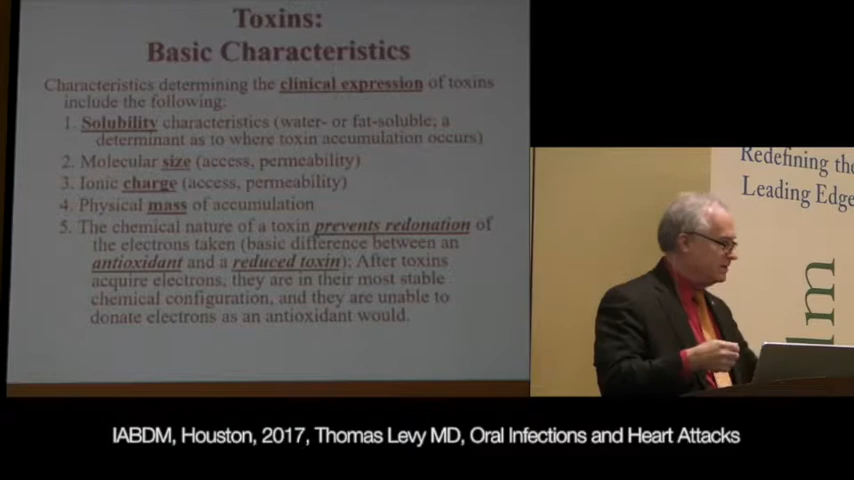 Toxins:
Basic Characteristics
Characteristics determining the clinical expression of toxins
include the following:
1. Solubility characteristics (water- or fat-soluble; a
determinant as to where toxin accumulation occurs)
2. Molecular size (access, permeability)
3. Ionic charge (access, permeability)
4. Physical mass of accumulation
5. The chemical nature of a toxin prevents redonation of
the electrons taken (basic difference between an
antioxidant and a reduced toxin); After toxins
acquire electrons, they are in their most stable
chemical configuration, and they are unable to
donate electrons as an antioxidant would.
Redefining the
Leading Edge
dm
IABDM, Houston, 2017, Thomas Levy MD, Oral Infections and Heart Attacks